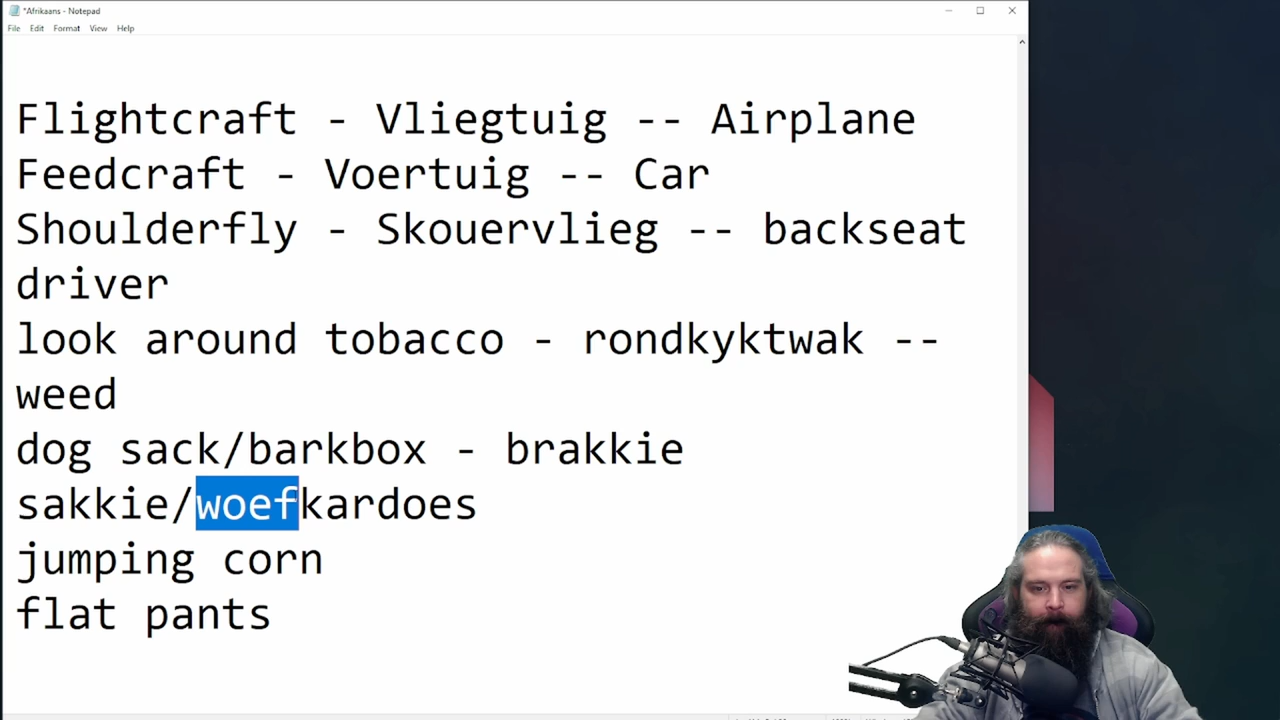 *Afrikaans - Notepad
File Edit Format View Help
Flightcraft - Vliegtuig -- Airplane
Feedcraft - Voertuig -- Car
Shoulderfly - Skouervlieg -- backseat
driver
look around tobacco - rondkyktwak --
weed
dog sack/barkbox - brakkie
sakkie/woefkardoes
jumping corn
flat pants